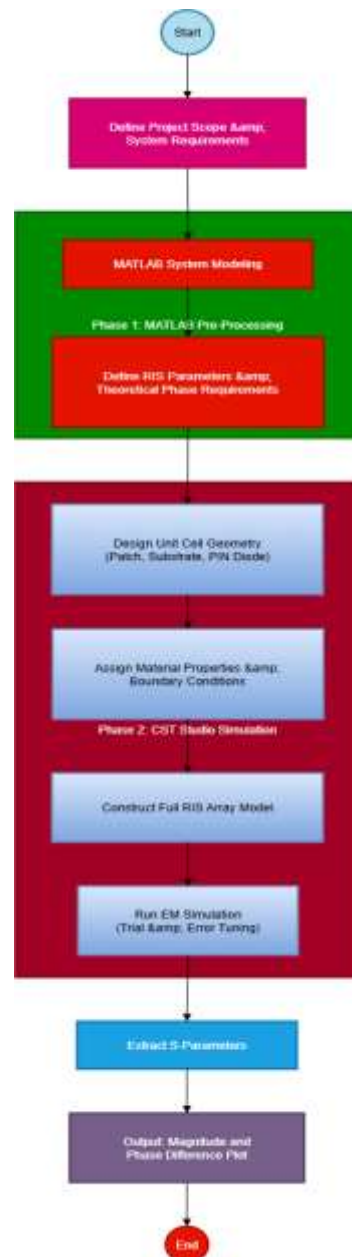 Start
Define Project Scope &amp;
System Requirements
MATLAB System Modeling
Phase 1: MATLAB Pre-Processing
Define RIS Parameters &amp;
Theoretical Phase Requirements
Design Unit Cell Geometry
(Patch, Substrate, PIN Diode)
Assign Material Properties &amp;
Boundary Conditions
Phase 2: CST Studio Simulation
Construct Full RIS Array Model
Run EM Simulation
(Trial &amp; Error Tuning)
Extract S-Parameters
Output: Magnitude and
Phase Difference Plot
End